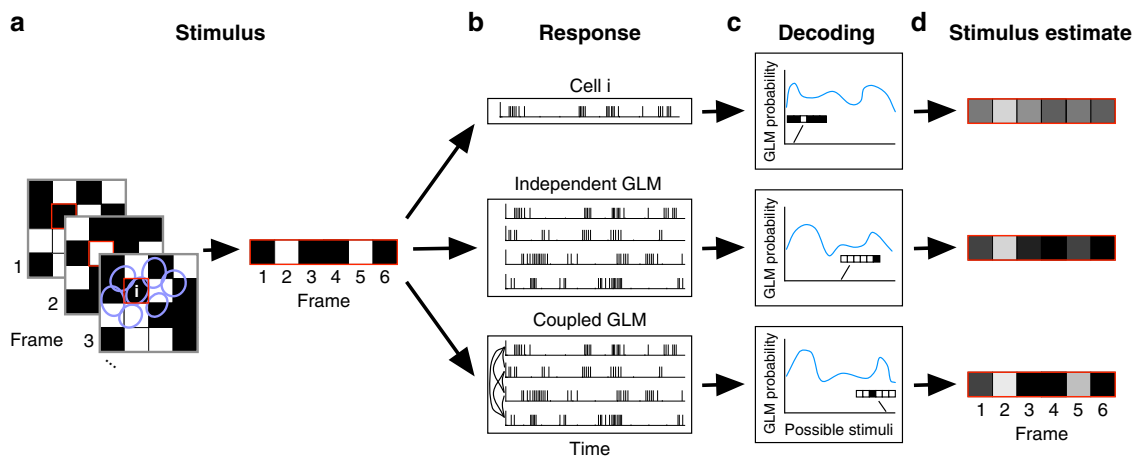 a
Stimulus
1
2
Frame 3
...
i
1 2 3 4 5 6
Frame
b
Response
Cell i
Independent GLM
Coupled GLM
Time
c
Decoding
GLM probability
GLM probability
GLM probability
Possible stimuli
d
Stimulus estimate
1 2 3 4 5 6
Frame